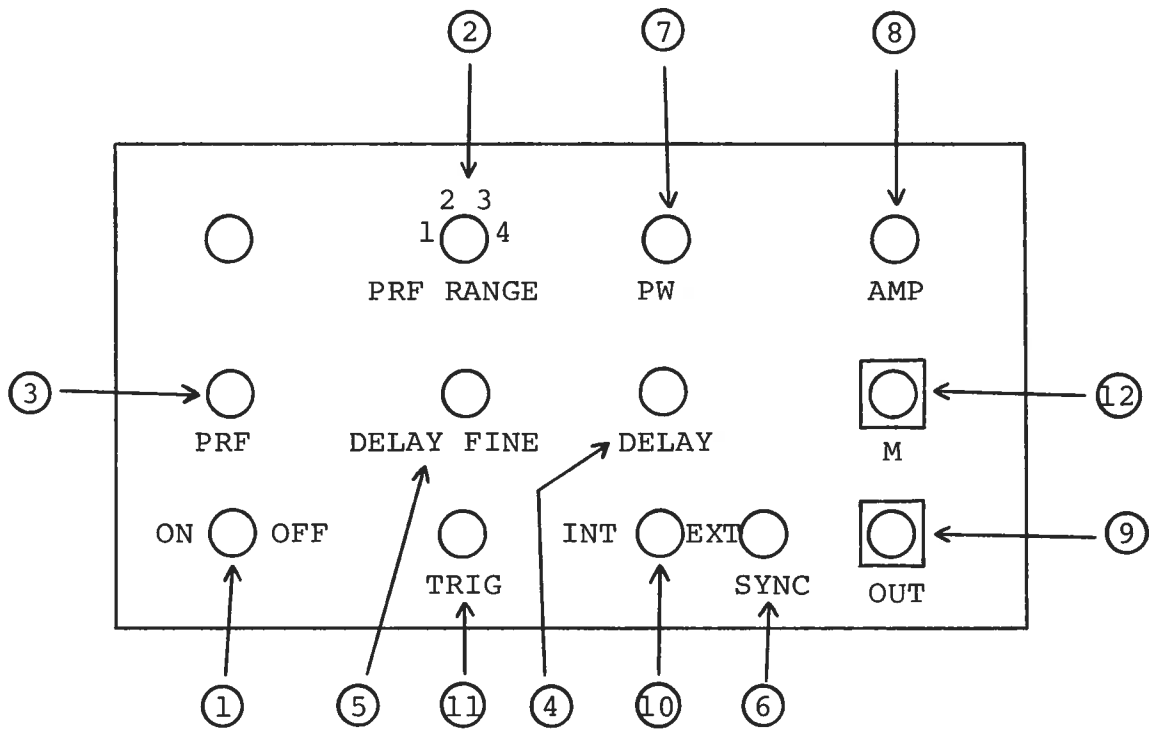 2 7 8
2 3
1 4
PRF RANGE PW AMP
3 12
PRF DELAY FINE DELAY M
ON OFF INT EXT 9
TRIG SYNC OUT
1 5 11 4 10 6